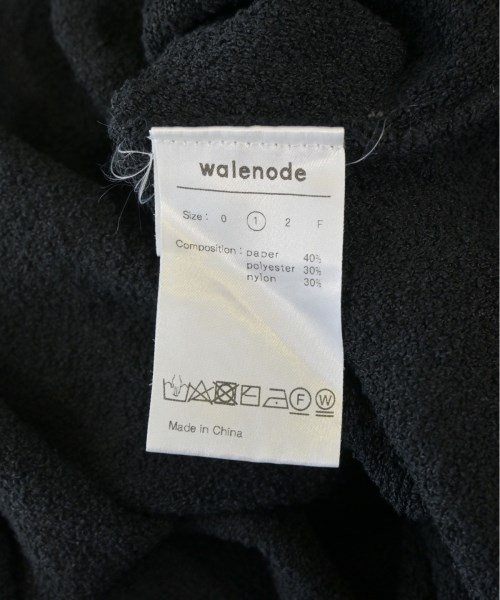 walenode
Size : 0 1 2 F
Composition : paper 40%
polyester 30%
nylon 30%
F W
Made in China